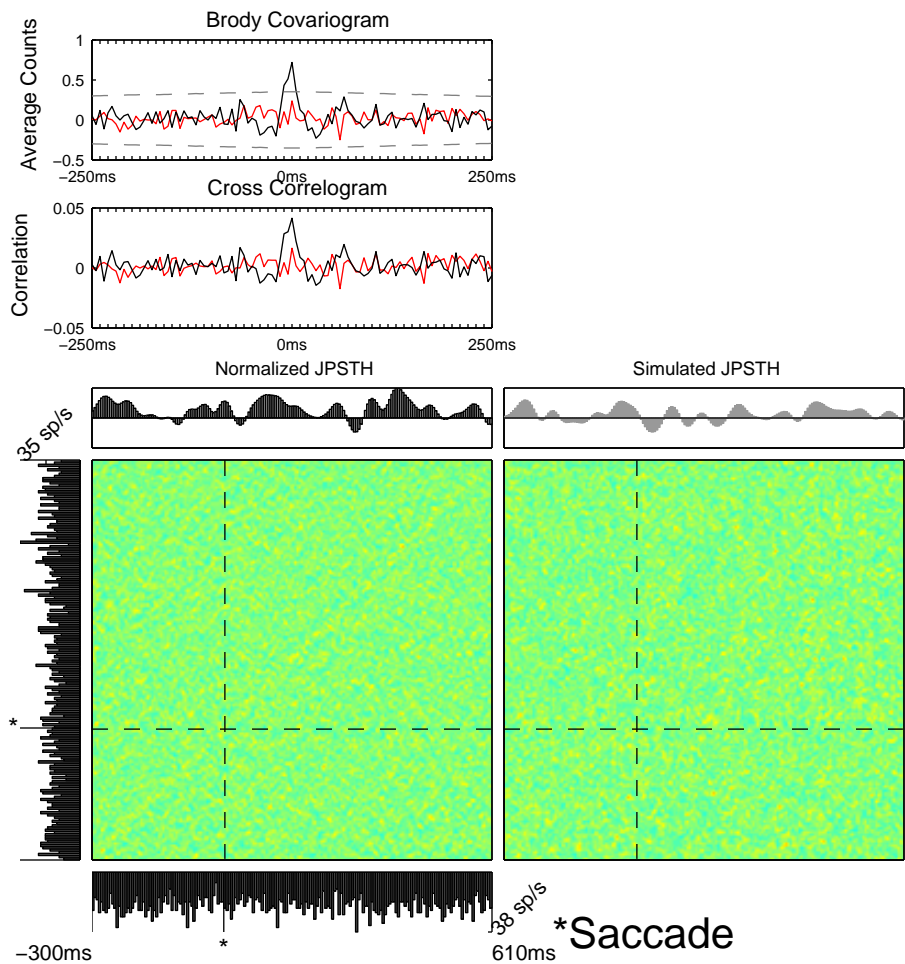 Brody Covariogram
Average Counts
1
0.5
0
−0.5
−250ms
0ms
250ms
Cross Correlogram
Correlation
0.05
0
−0.05
−250ms
0ms
250ms
Normalized JPSTH
Simulated JPSTH
35 sp/s
*
38 sp/s
*
*Saccade
−300ms
610ms